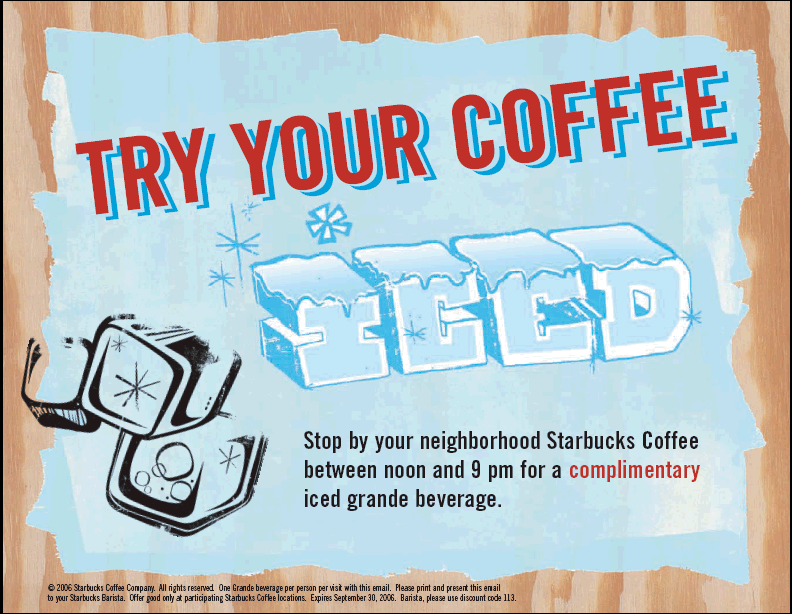 TRY YOUR COFFEE
ICED
Stop by your neighborhood Starbucks Coffee
between noon and 9 pm for a complimentary
iced grande beverage.
© 2006 Starbucks Coffee Company. All rights reserved. One Grande beverage per person per visit with this email. Please print and present this email
to your Starbucks Barista. Offer good only at participating Starbucks Coffee locations. Expires September 30, 2006. Barista, please use discount code 113.